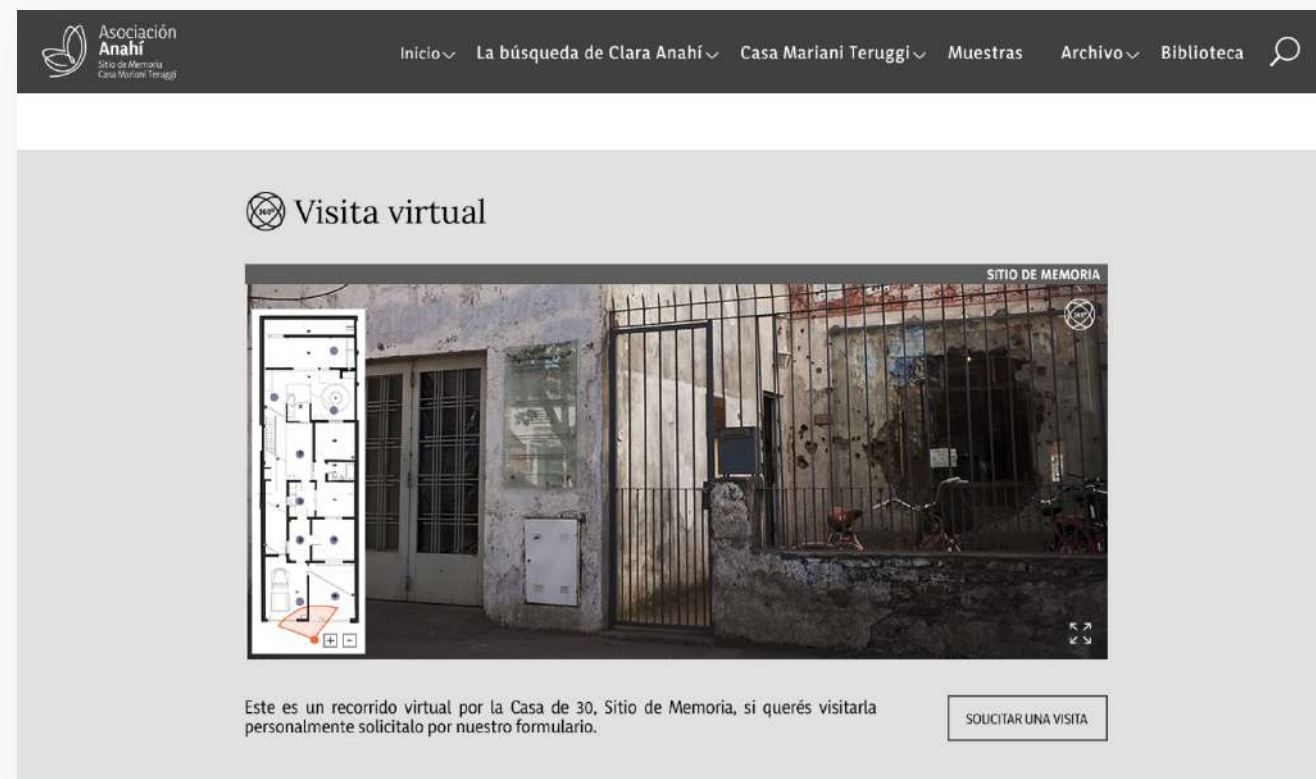 Asociación
Anahí
Sitio de Memoria
Casa Mariani Teruggi
Inicio La búsqueda de Clara Anahí Casa Mariani Teruggi Muestras Archivo Biblioteca
360º Visita virtual
SITIO DE MEMORIA
360º
+ -
Este es un recorrido virtual por la Casa de 30, Sitio de Memoria, si querés visitarla
personalmente solicitalo por nuestro formulario.
SOLICITAR UNA VISITA